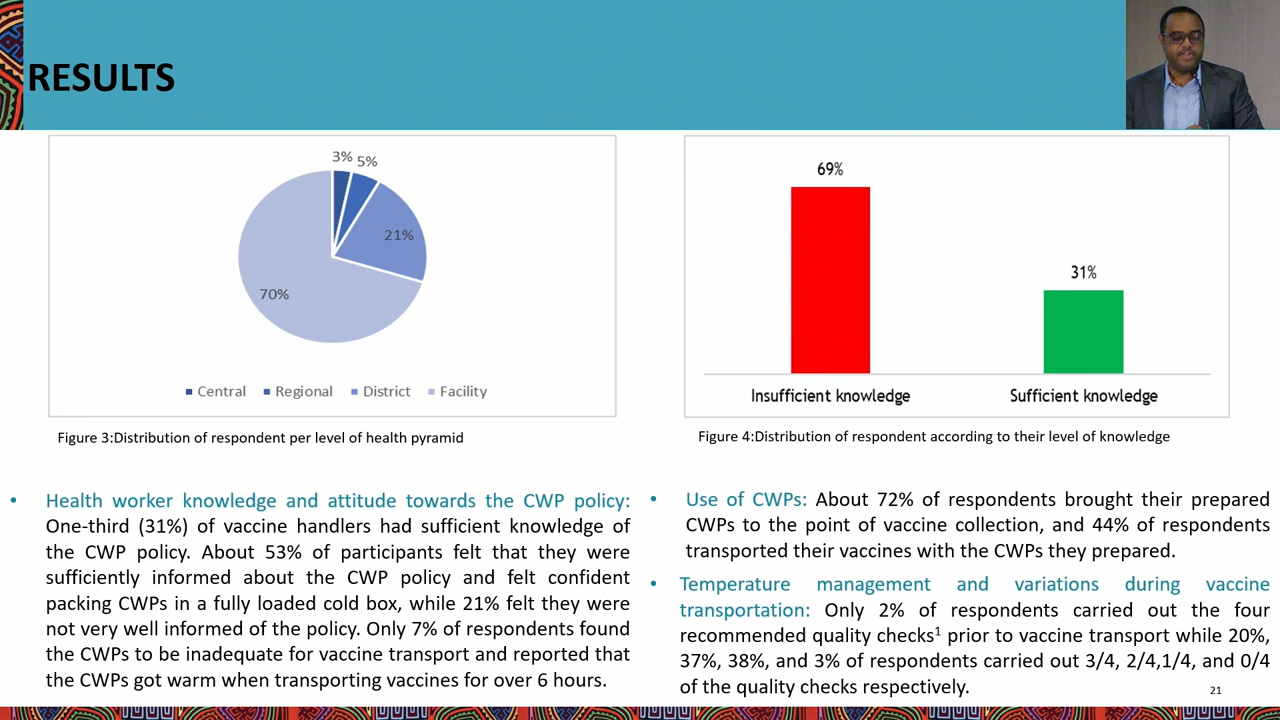 RESULTS
3% 5%
21%
70%
Central Regional District Facility
Figure 3:Distribution of respondent per level of health pyramid
69%
31%
Insufficient knowledge Sufficient knowledge
Figure 4:Distribution of respondent according to their level of knowledge
• Health worker knowledge and attitude towards the CWP policy:
One-third (31%) of vaccine handlers had sufficient knowledge of
the CWP policy. About 53% of participants felt that they were
sufficiently informed about the CWP policy and felt confident
packing CWPs in a fully loaded cold box, while 21% felt they were
not very well informed of the policy. Only 7% of respondents found
the CWPs to be inadequate for vaccine transport and reported that
the CWPs got warm when transporting vaccines for over 6 hours.
• Use of CWPs: About 72% of respondents brought their prepared
CWPs to the point of vaccine collection, and 44% of respondents
transported their vaccines with the CWPs they prepared.
• Temperature management and variations during vaccine
transportation: Only 2% of respondents carried out the four
recommended quality checks¹ prior to vaccine transport while 20%,
37%, 38%, and 3% of respondents carried out 3/4, 2/4,1/4, and 0/4
of the quality checks respectively.
21